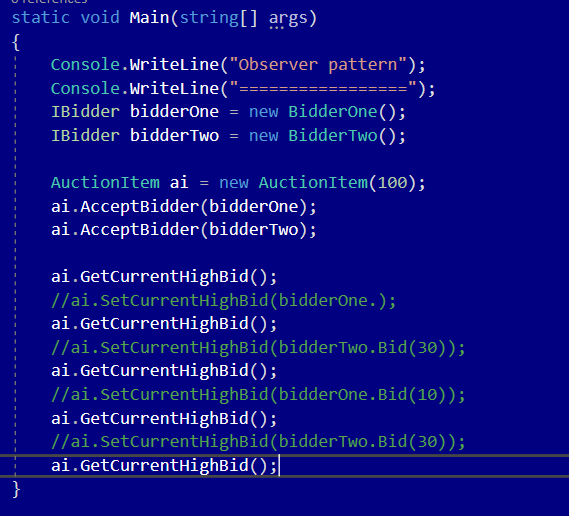 0 references
static void Main(string[] args)
{
Console.WriteLine("Observer pattern");
Console.WriteLine("=================");
IBidder bidderOne = new BidderOne();
IBidder bidderTwo = new BidderTwo();
AuctionItem ai = new AuctionItem(100);
ai.AcceptBidder(bidderOne);
ai.AcceptBidder(bidderTwo);
ai.GetCurrentHighBid();
//ai.SetCurrentHighBid(bidderOne.);
ai.GetCurrentHighBid();
//ai.SetCurrentHighBid(bidderTwo.Bid(30));
ai.GetCurrentHighBid();
//ai.SetCurrentHighBid(bidderOne.Bid(10));
ai.GetCurrentHighBid();
//ai.SetCurrentHighBid(bidderTwo.Bid(30));
ai.GetCurrentHighBid();
}